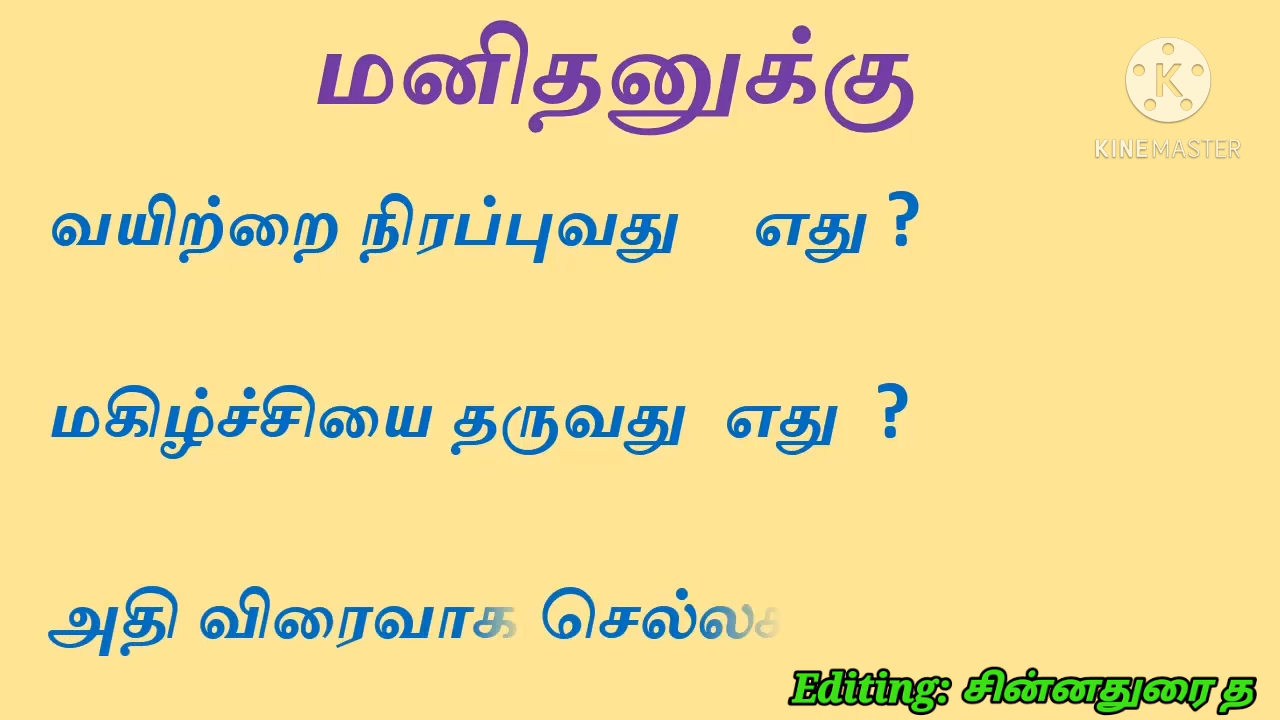 மனிதனுக்கு
KINEMASTER
வயிற்றை நிரப்புவது எது ?
மகிழ்ச்சியை தருவது எது ?
அதி விரைவாக
Editing: சின்னதுரை த